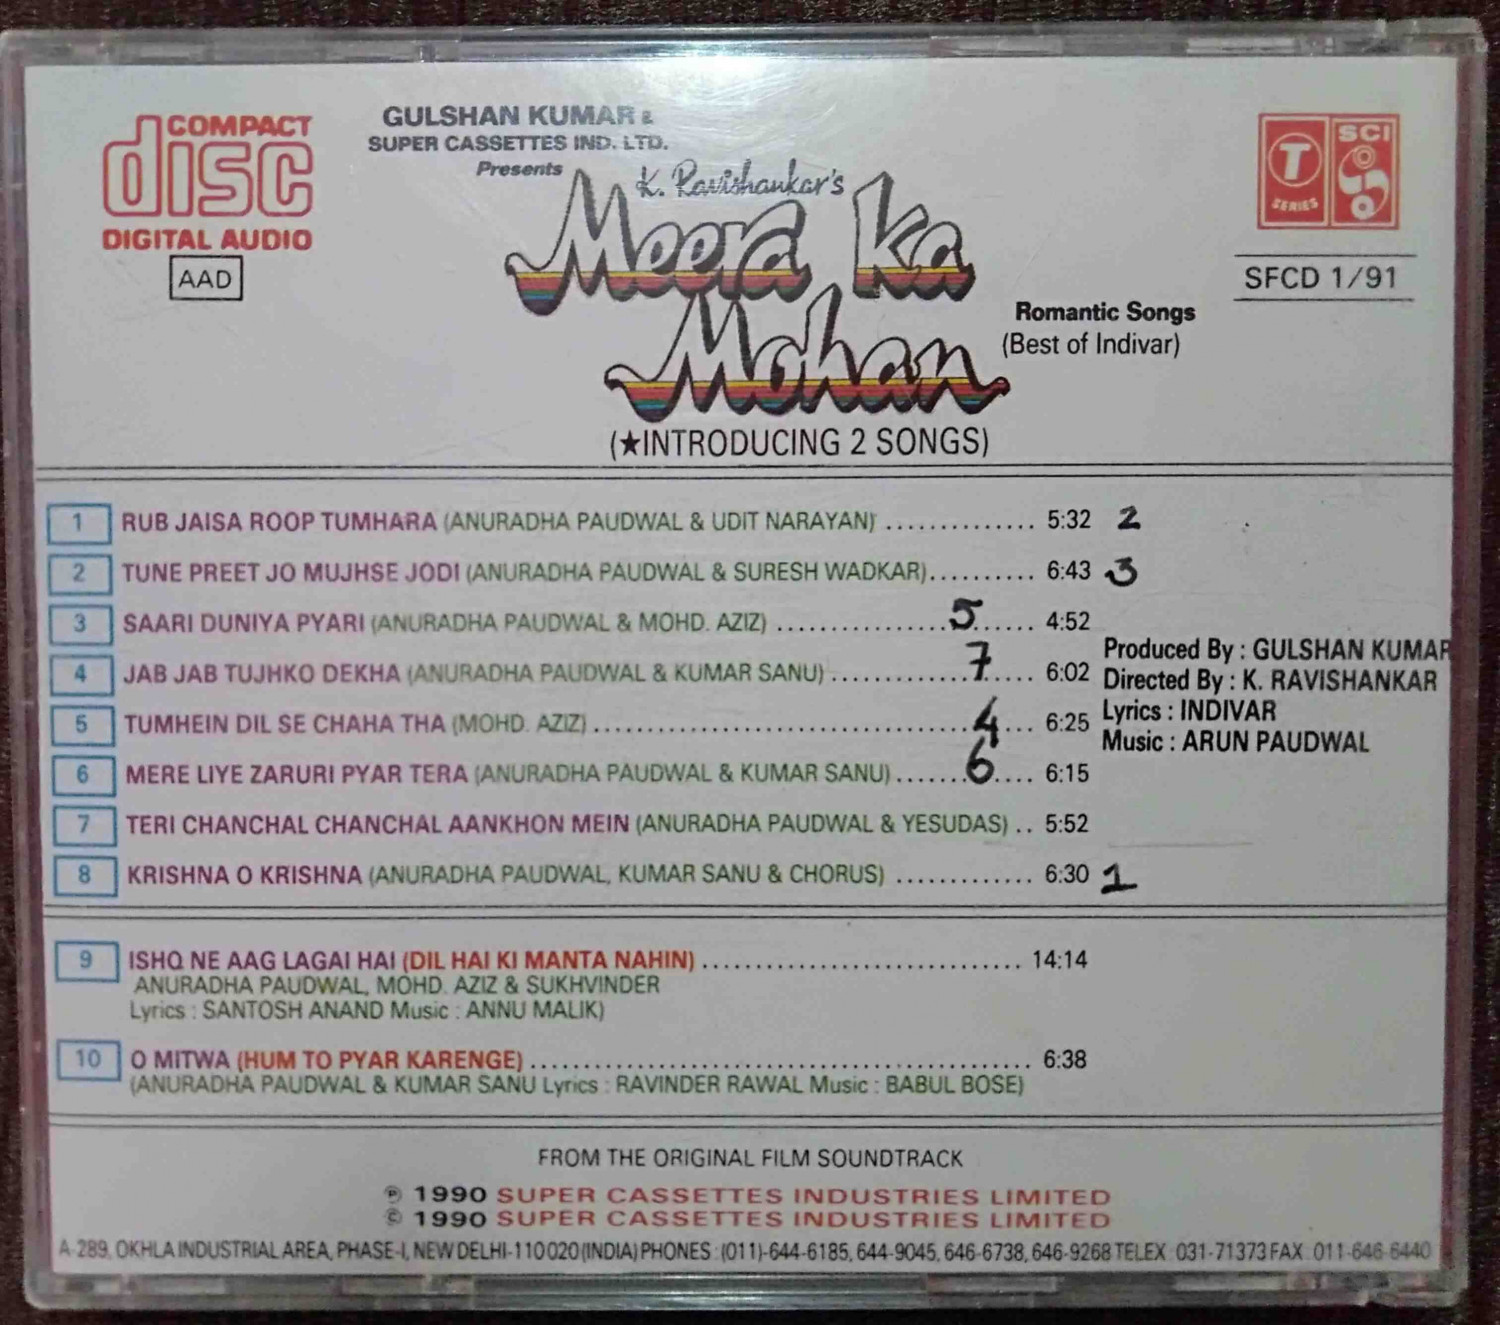 COMPACT
disc
DIGITAL AUDIO
AAD
GULSHAN KUMAR &
SUPER CASSETTES IND. LTD.
Presents
K. Ravishankar's
Meera Ka
Mohan
Romantic Songs
(Best of Indivar)
(★INTRODUCING 2 SONGS)
T SERIES
SCI
SFCD 1/91
1 RUB JAISA ROOP TUMHARA (ANURADHA PAUDWAL & UDIT NARAYAN) .............. 5:32 2
2 TUNE PREET JO MUJHSE JODI (ANURADHA PAUDWAL & SURESH WADKAR).......... 6:43 3
3 SAARI DUNIYA PYARI (ANURADHA PAUDWAL & MOHD. AZIZ) .............5...... 4:52
4 JAB JAB TUJHKO DEKHA (ANURADHA PAUDWAL & KUMAR SANU) ..........7..... 6:02
5 TUMHEIN DIL SE CHAHA THA (MOHD. AZIZ) .............................4... 6:25
6 MERE LIYE ZARURI PYAR TERA (ANURADHA PAUDWAL & KUMAR SANU) .......6.... 6:15
7 TERI CHANCHAL CHANCHAL AANKHON MEIN (ANURADHA PAUDWAL & YESUDAS) .. 5:52
8 KRISHNA O KRISHNA (ANURADHA PAUDWAL, KUMAR SANU & CHORUS) ............. 6:30 1
Produced By : GULSHAN KUMAR
Directed By : K. RAVISHANKAR
Lyrics : INDIVAR
Music : ARUN PAUDWAL
9 ISHQ NE AAG LAGAI HAI (DIL HAI KI MANTA NAHIN) .............................. 14:14
ANURADHA PAUDWAL, MOHD. AZIZ & SUKHVINDER
Lyrics : SANTOSH ANAND Music : ANNU MALIK)
10 O MITWA (HUM TO PYAR KARENGE) ............................................... 6:38
(ANURADHA PAUDWAL & KUMAR SANU Lyrics : RAVINDER RAWAL Music : BABUL BOSE)
FROM THE ORIGINAL FILM SOUNDTRACK
℗ 1990 SUPER CASSETTES INDUSTRIES LIMITED
© 1990 SUPER CASSETTES INDUSTRIES LIMITED
A-289, OKHLA INDUSTRIAL AREA, PHASE-I, NEW DELHI-110020 (INDIA) PHONES : (011)-644-6185, 644-9045, 646-6738, 646-9268 TELEX : 031-71373 FAX : 011-646-6440